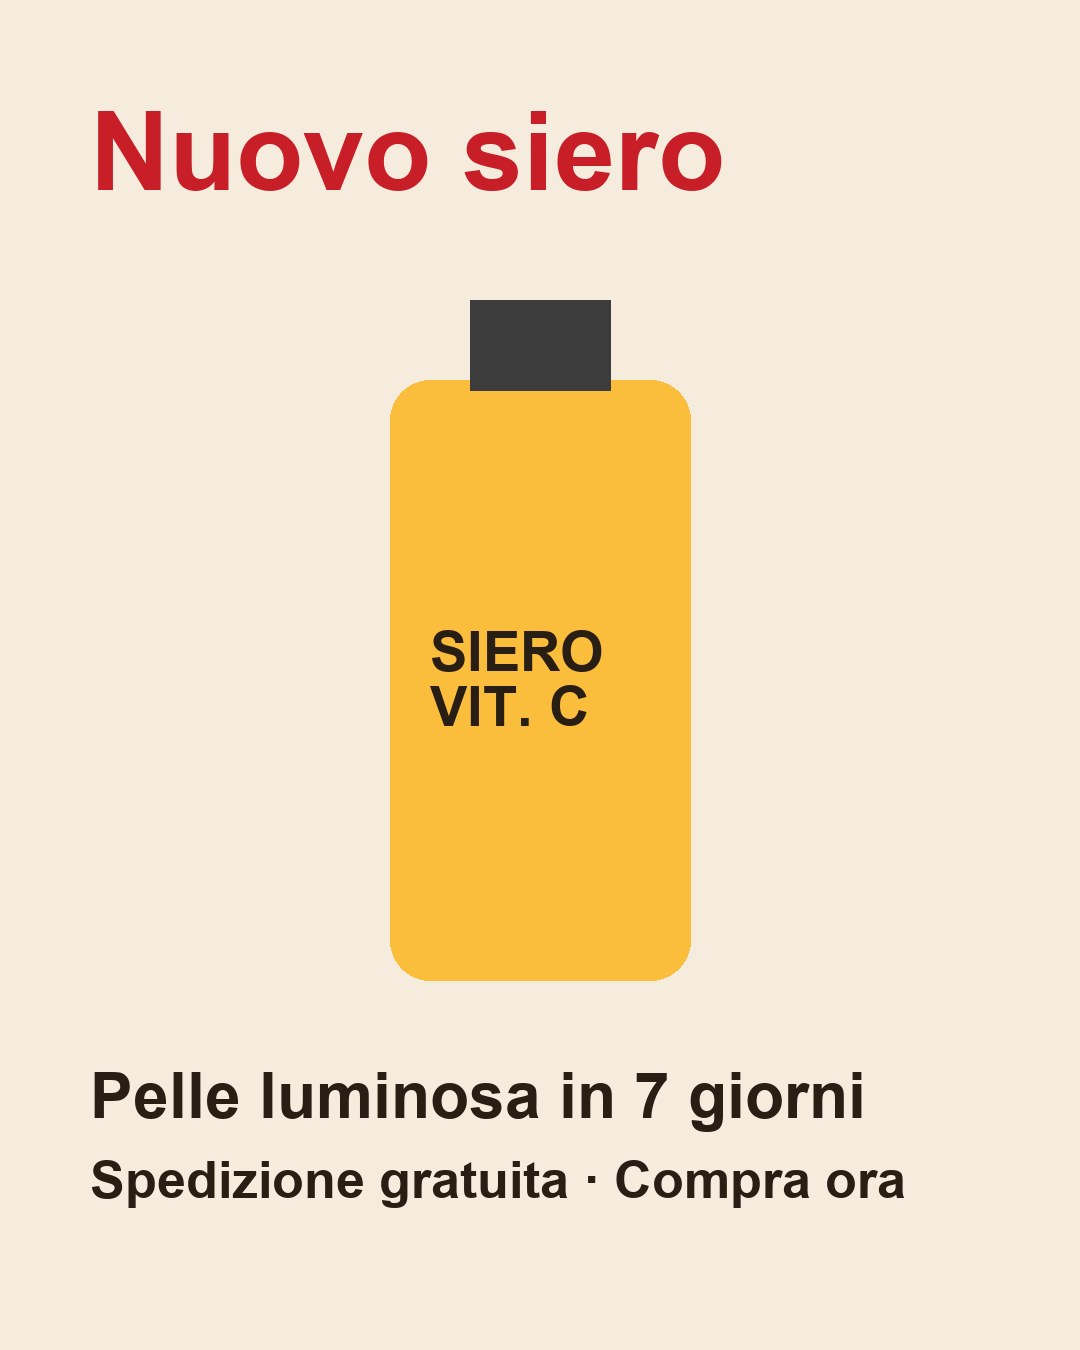 Nuovo siero
SIERO
VIT. C
Pelle luminosa in 7 giorni
Spedizione gratuita · Compra ora